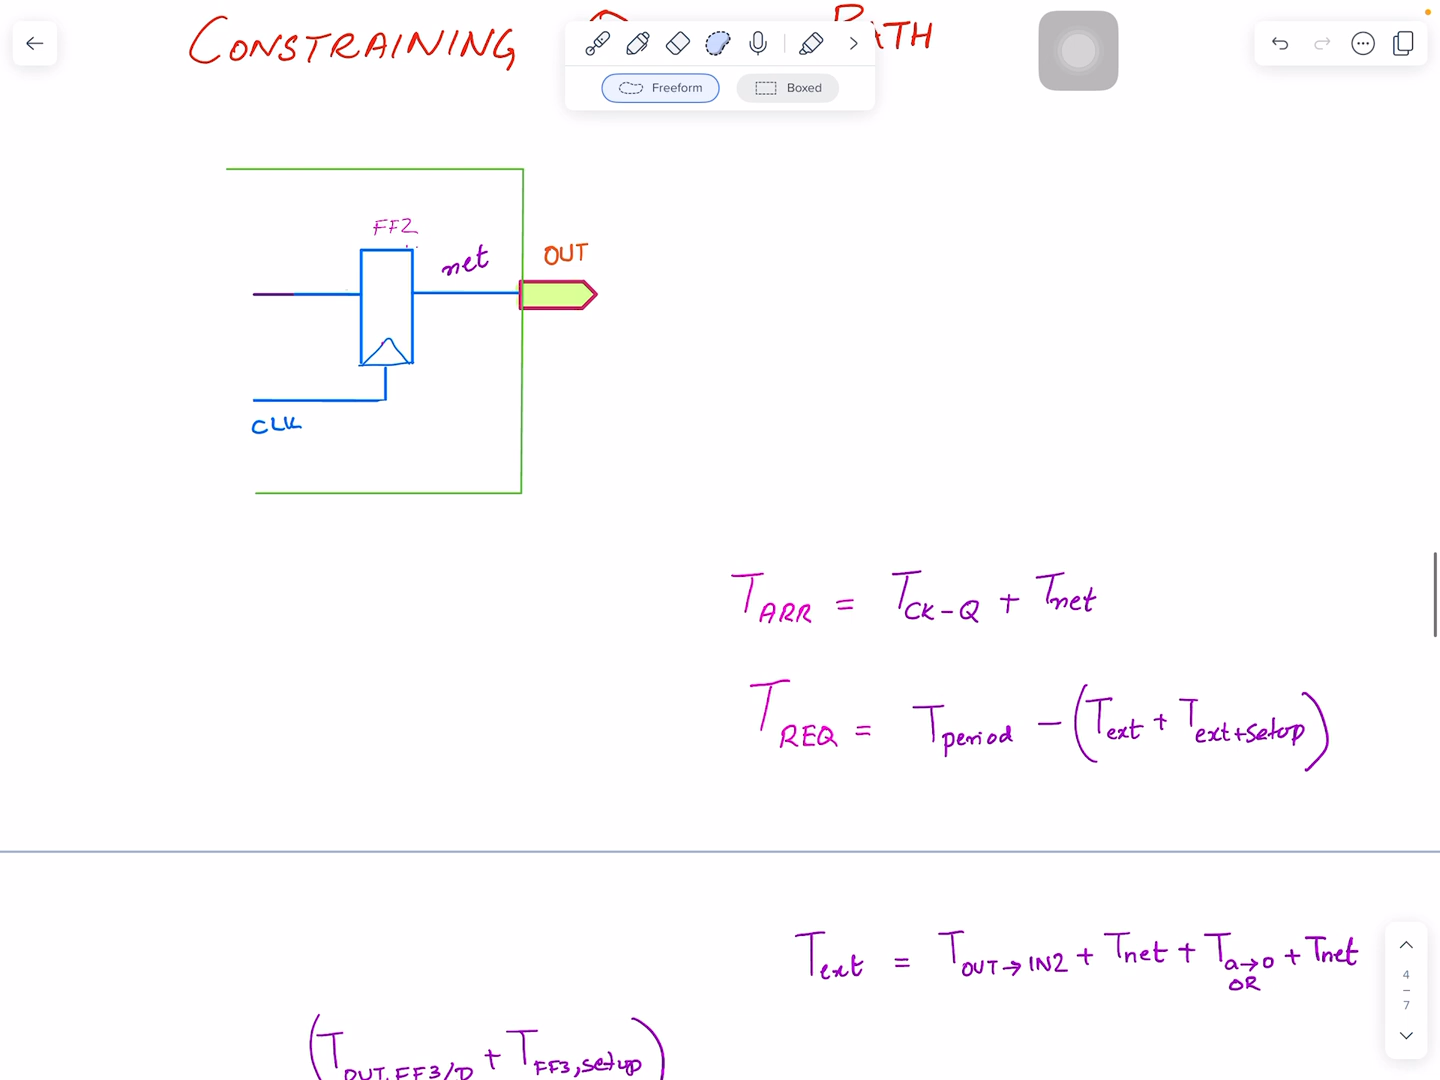 CONSTRAINING PATH
Freeform Boxed
FF2
net
OUT
CLK
T_ARR = T_CK-Q + T_net
T_REQ = T_period - (T_ext + T_ext+setup)
T_ext = T_OUT→IN2 + T_net + T_a→o OR + T_net
4
-
7
(T_OUT,FF3/D + T_FF3,setup)